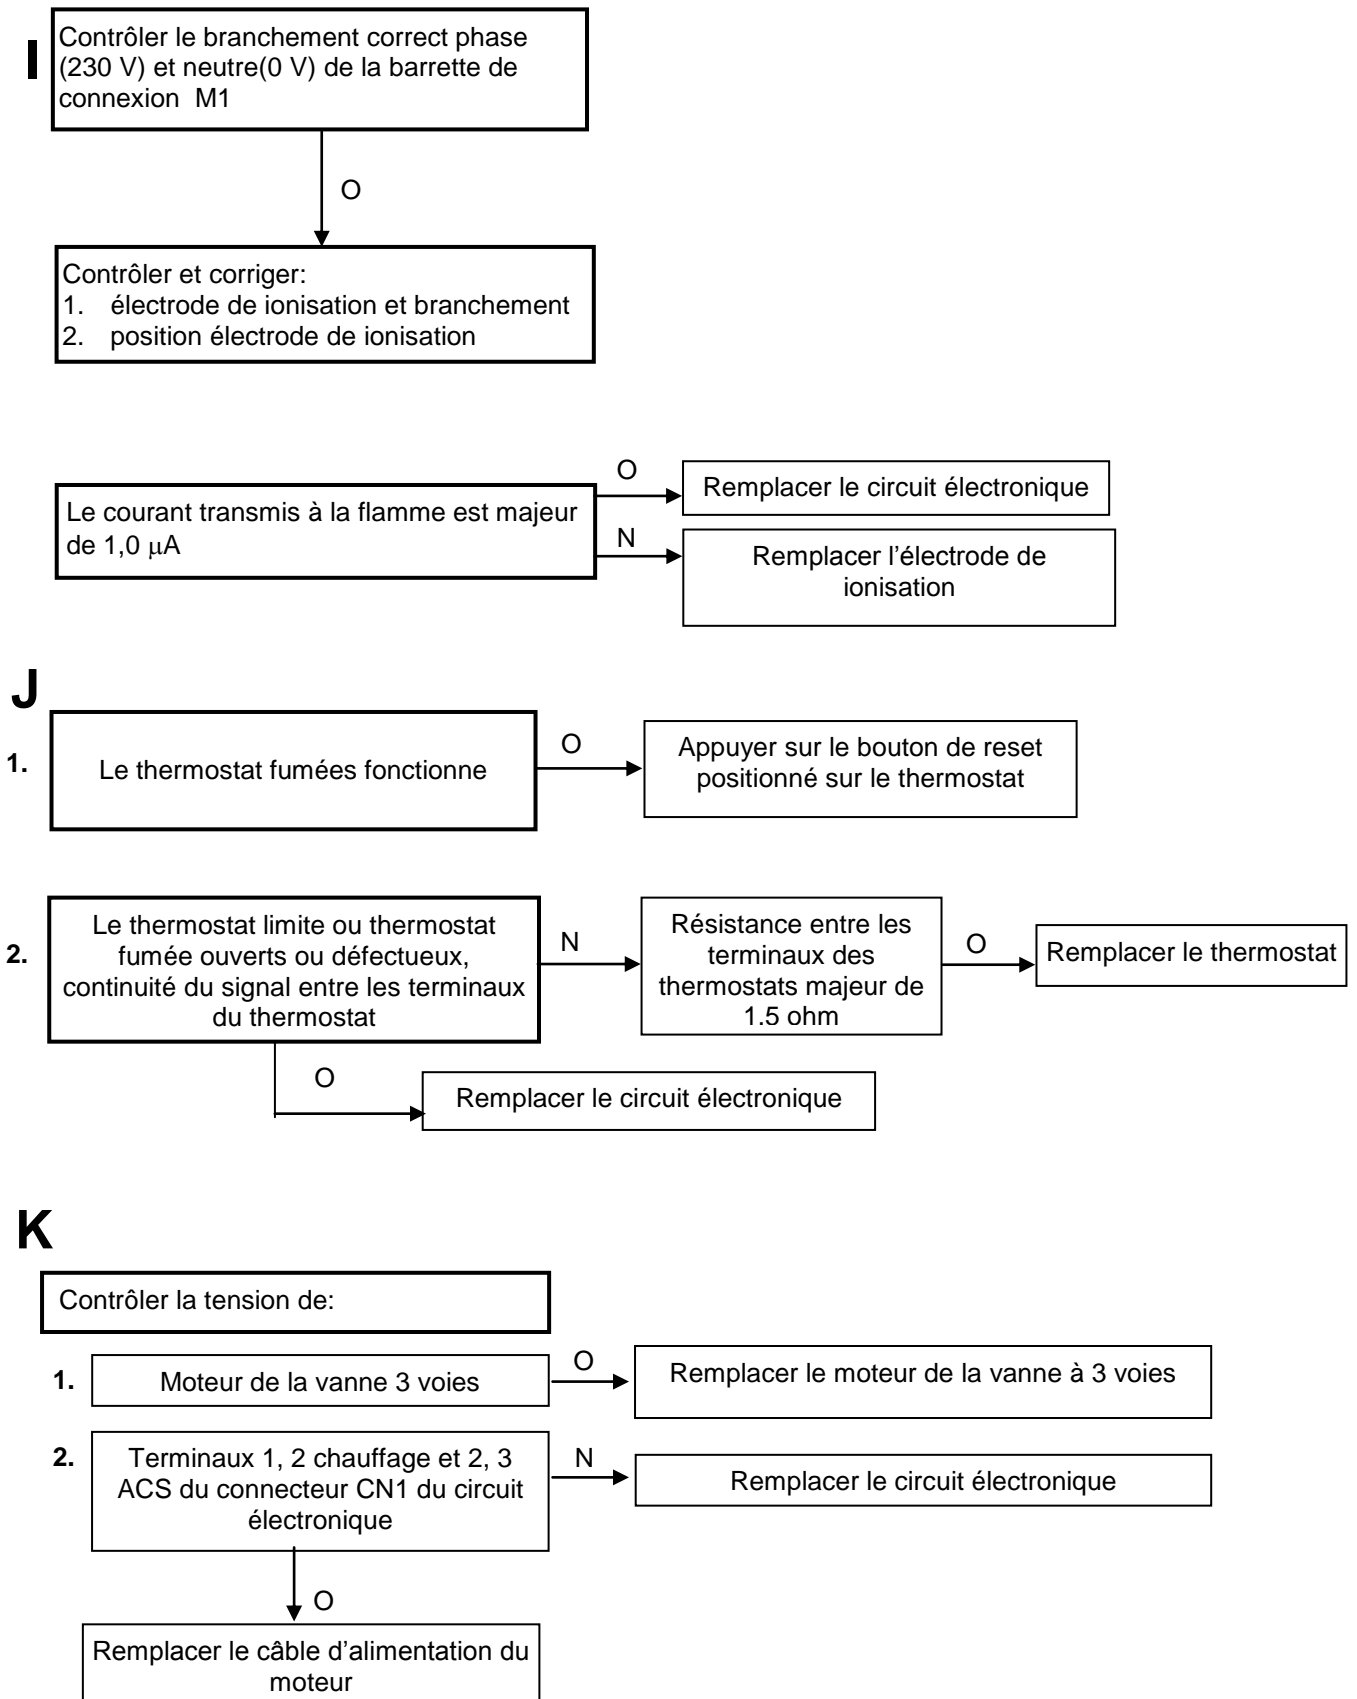 I
Contrôler le branchement correct phase
(230 V) et neutre(0 V) de la barrette de
connexion M1
O
Contrôler et corriger:
1. électrode de ionisation et branchement
2. position électrode de ionisation
Le courant transmis à la flamme est majeur
de 1,0 µA
O
Remplacer le circuit électronique
N
Remplacer l’électrode de
ionisation
J
1.
Le thermostat fumées fonctionne
O
Appuyer sur le bouton de reset
positionné sur le thermostat
2.
Le thermostat limite ou thermostat
fumée ouverts ou défectueux,
continuité du signal entre les terminaux
du thermostat
N
Résistance entre les
terminaux des
thermostats majeur de
1.5 ohm
O
Remplacer le thermostat
O
Remplacer le circuit électronique
K
Contrôler la tension de:
1.
Moteur de la vanne 3 voies
O
Remplacer le moteur de la vanne à 3 voies
2.
Terminaux 1, 2 chauffage et 2, 3
ACS du connecteur CN1 du circuit
électronique
N
Remplacer le circuit électronique
O
Remplacer le câble d’alimentation du
moteur